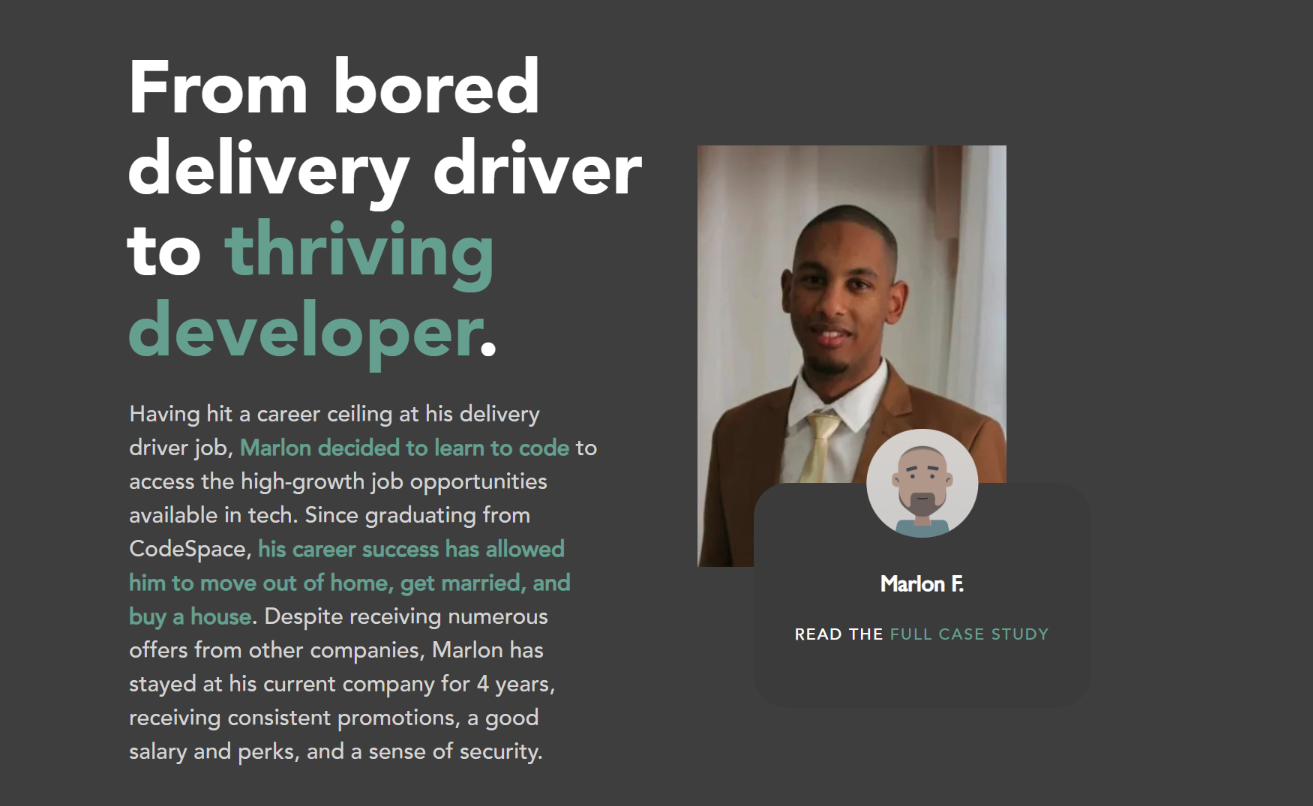 From bored
delivery driver
to thriving
developer.
Having hit a career ceiling at his delivery
driver job, Marlon decided to learn to code to
access the high-growth job opportunities
available in tech. Since graduating from
CodeSpace, his career success has allowed
him to move out of home, get married, and
buy a house. Despite receiving numerous
offers from other companies, Marlon has
stayed at his current company for 4 years,
receiving consistent promotions, a good
salary and perks, and a sense of security.
Marlon F.
READ THE FULL CASE STUDY